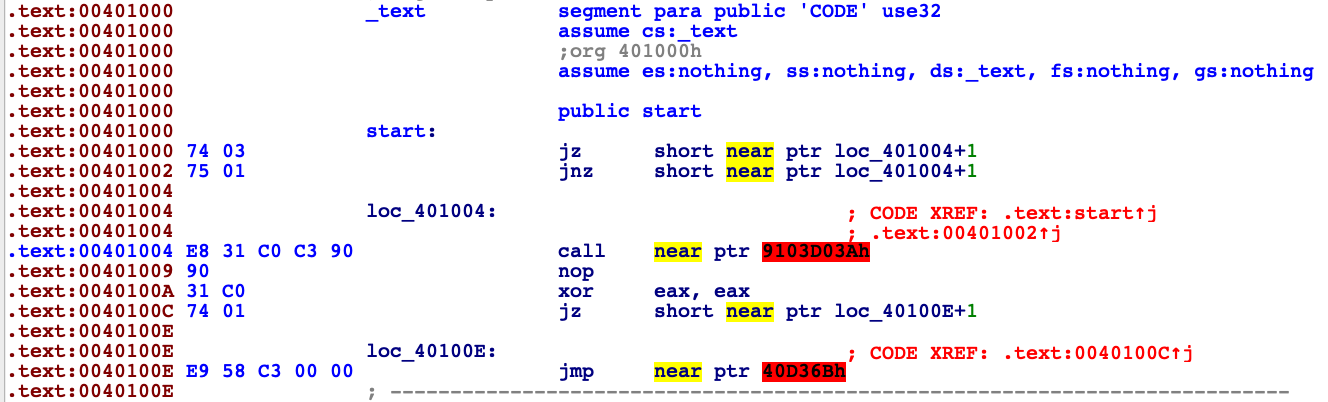 .text:00401000 _text segment para public 'CODE' use32
.text:00401000 assume cs:_text
.text:00401000 ;org 401000h
.text:00401000 assume es:nothing, ss:nothing, ds:_text, fs:nothing, gs:nothing
.text:00401000
.text:00401000 public start
.text:00401000 start:
.text:00401000 74 03 jz short near ptr loc_401004+1
.text:00401002 75 01 jnz short near ptr loc_401004+1
.text:00401004
.text:00401004 loc_401004: ; CODE XREF: .text:start↑j
.text:00401004 ; .text:00401002↑j
.text:00401004 E8 31 C0 C3 90 call near ptr 9103D03Ah
.text:00401009 90 nop
.text:0040100A 31 C0 xor eax, eax
.text:0040100C 74 01 jz short near ptr loc_40100E+1
.text:0040100E
.text:0040100E loc_40100E: ; CODE XREF: .text:0040100C↑j
.text:0040100E E9 58 C3 00 00 jmp near ptr 40D36Bh
.text:0040100E ; ---------------------------------------------------------------------------